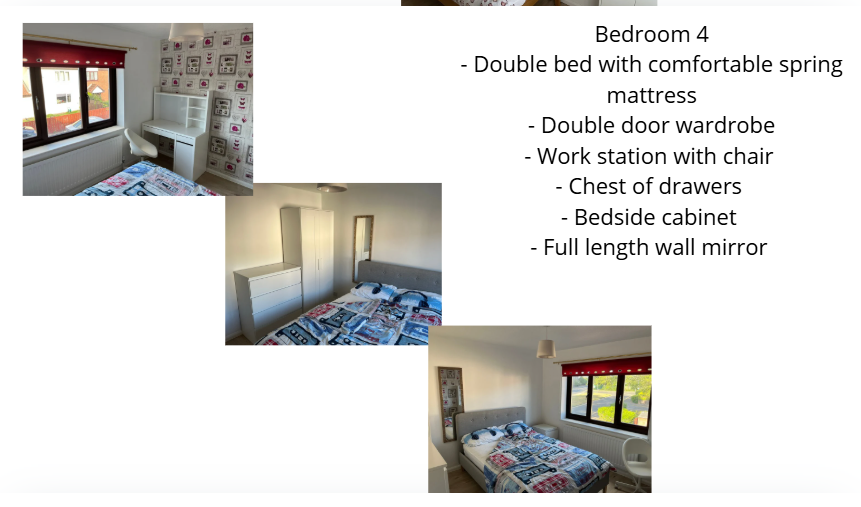 Bedroom 4
- Double bed with comfortable spring
mattress
- Double door wardrobe
- Work station with chair
- Chest of drawers
- Bedside cabinet
- Full length wall mirror